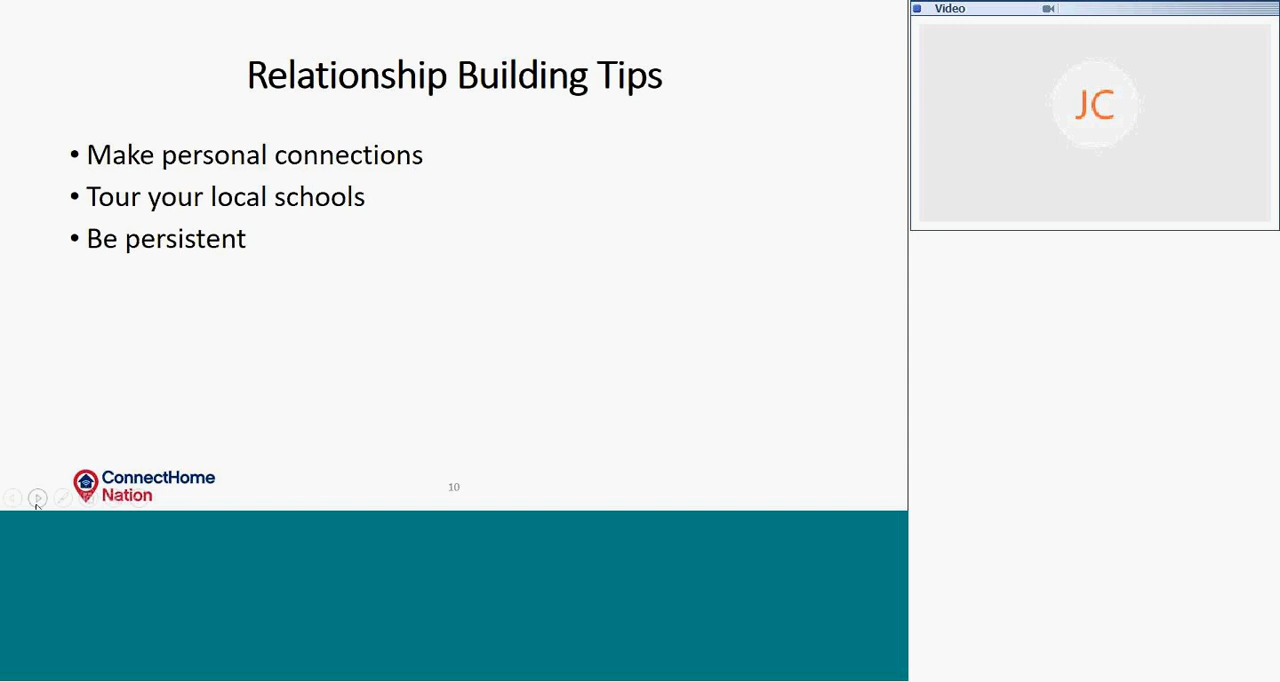 Relationship Building Tips
• Make personal connections
• Tour your local schools
• Be persistent
ConnectHome
Nation
10
Video
JC